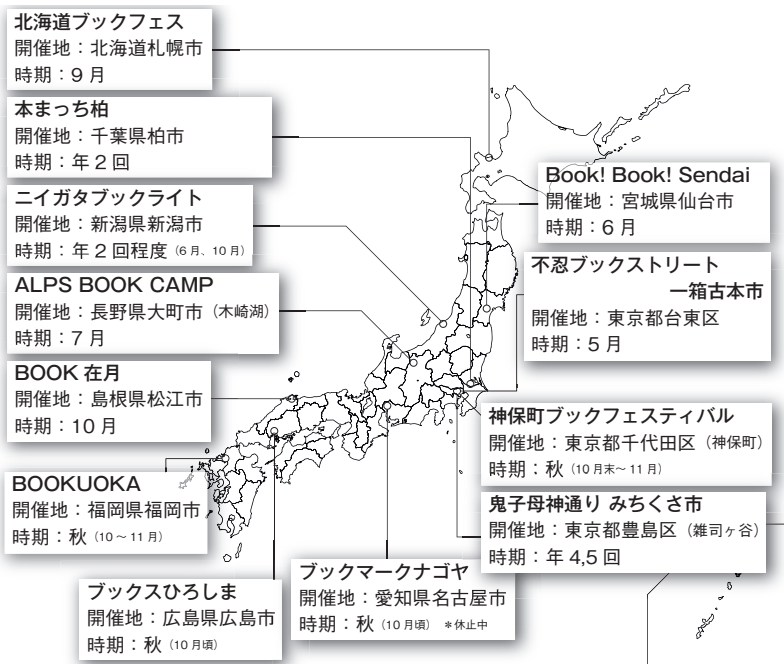 北海道ブックフェス
開催地：北海道札幌市
時期：9月
本まっち柏
開催地：千葉県柏市
時期：年2回
ニイガタブックライト
開催地：新潟県新潟市
時期：年2回程度（6月、10月）
ALPS BOOK CAMP
開催地：長野県大町市（木崎湖）
時期：7月
BOOK 在月
開催地：島根県松江市
時期：10月
BOOKUOKA
開催地：福岡県福岡市
時期：秋（10～11月）
ブックスひろしま
開催地：広島県広島市
時期：秋（10月頃）
ブックマークナゴヤ
開催地：愛知県名古屋市
時期：秋（10月頃）＊休止中
Book! Book! Sendai
開催地：宮城県仙台市
時期：6月
不忍ブックストリート
一箱古本市
開催地：東京都台東区
時期：5月
神保町ブックフェスティバル
開催地：東京都千代田区（神保町）
時期：秋（10月末～11月）
鬼子母神通り みちくさ市
開催地：東京都豊島区（雑司ヶ谷）
時期：年4,5回